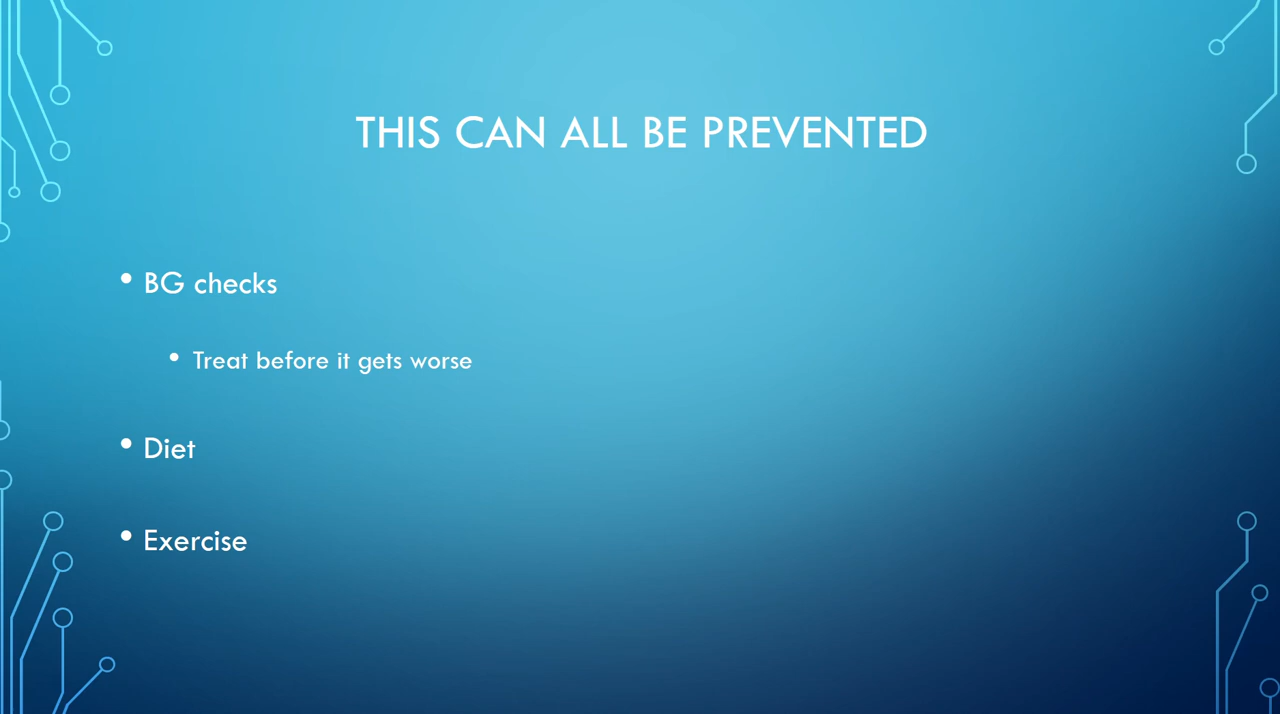 THIS CAN ALL BE PREVENTED
• BG checks
• Treat before it gets worse
• Diet
• Exercise